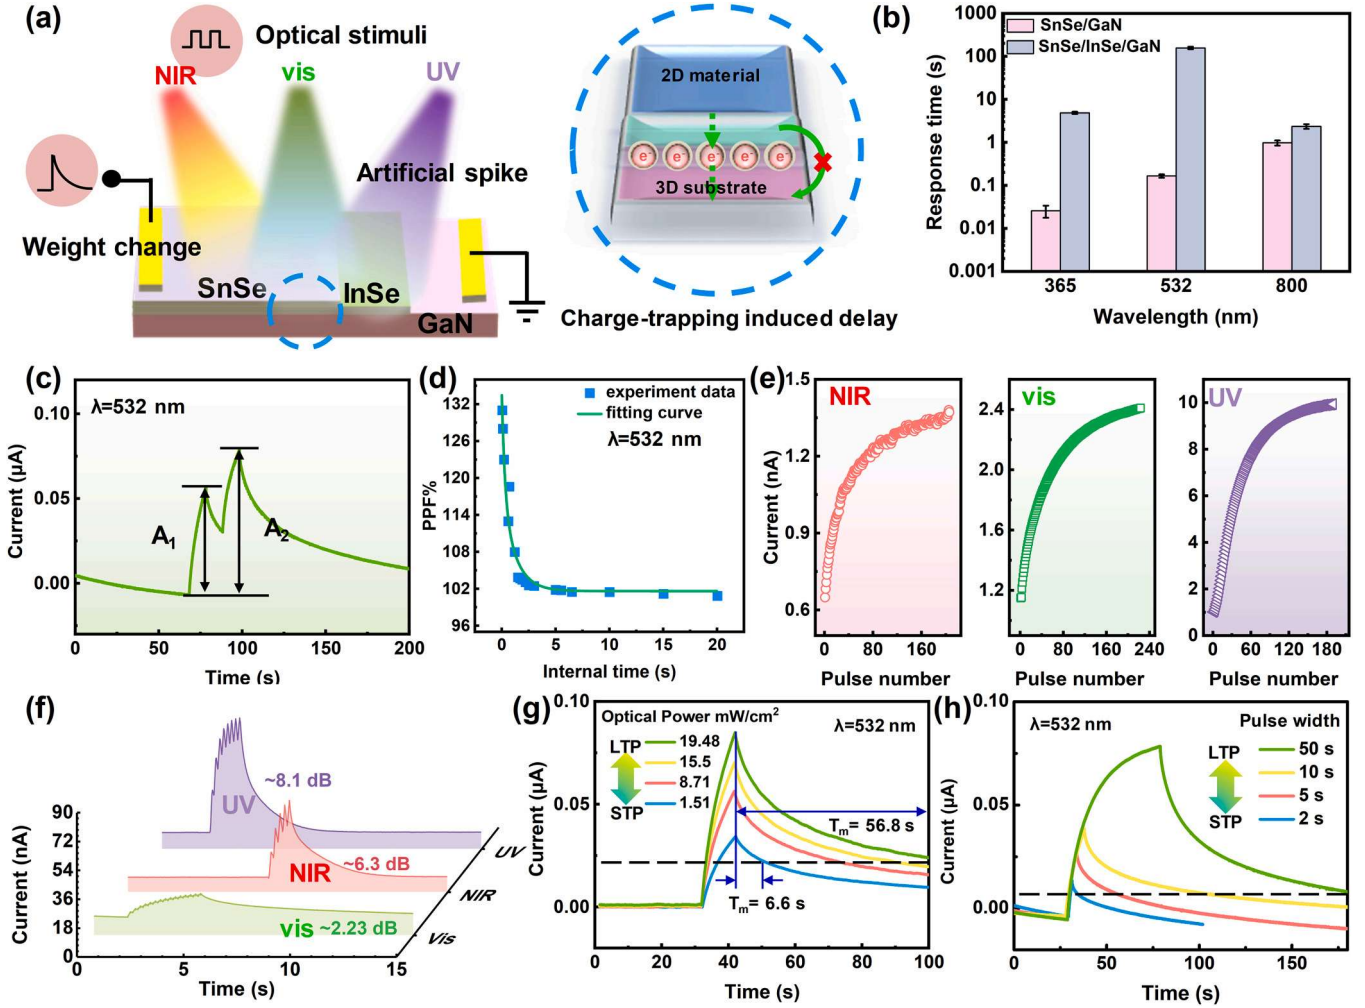 (a)
Optical stimuli
NIR
vis
UV
Artificial spike
Weight change
SnSe
InSe
GaN
2D material
e⁻ e⁻ e⁻ e⁻ e⁻
3D substrate
Charge-trapping induced delay
(b)
SnSe/GaN
SnSe/InSe/GaN
Response time (s)
1000
100
10
1
0.1
0.01
0.001
365 532 800
Wavelength (nm)
(c)
λ=532 nm
Current (μA)
0.10
0.05
0.00
A₁
A₂
0 50 100 150 200
Time (s)
(d)
experiment data
fitting curve
λ=532 nm
PPF%
132
126
120
114
108
102
96
0 5 10 15 20
Internal time (s)
(e)
NIR
Current (nA)
1.5
1.2
0.9
0.6
0 80 160
Pulse number
vis
2.4
2.0
1.6
1.2
0 60 120 180 240
Pulse number
UV
10
8
6
4
2
0
0 60 120 180
Pulse number
(f)
~8.1 dB
UV
~6.3 dB
NIR
vis ~2.23 dB
UV
NIR
Vis
Current (nA)
90
72
54
36
18
0
0 5 10 15
Time (s)
(g)
Optical Power mW/cm²
λ=532 nm
LTP
STP
19.48
15.5
8.71
1.51
Tₘ= 56.8 s
Tₘ= 6.6 s
Current (μA)
0.10
0.05
0.00
0 20 40 60 80 100
Time (s)
(h)
λ=532 nm
Pulse width
LTP
STP
50 s
10 s
5 s
2 s
Current (μA)
0.10
0.05
0.00
0 50 100 150
Time (s)